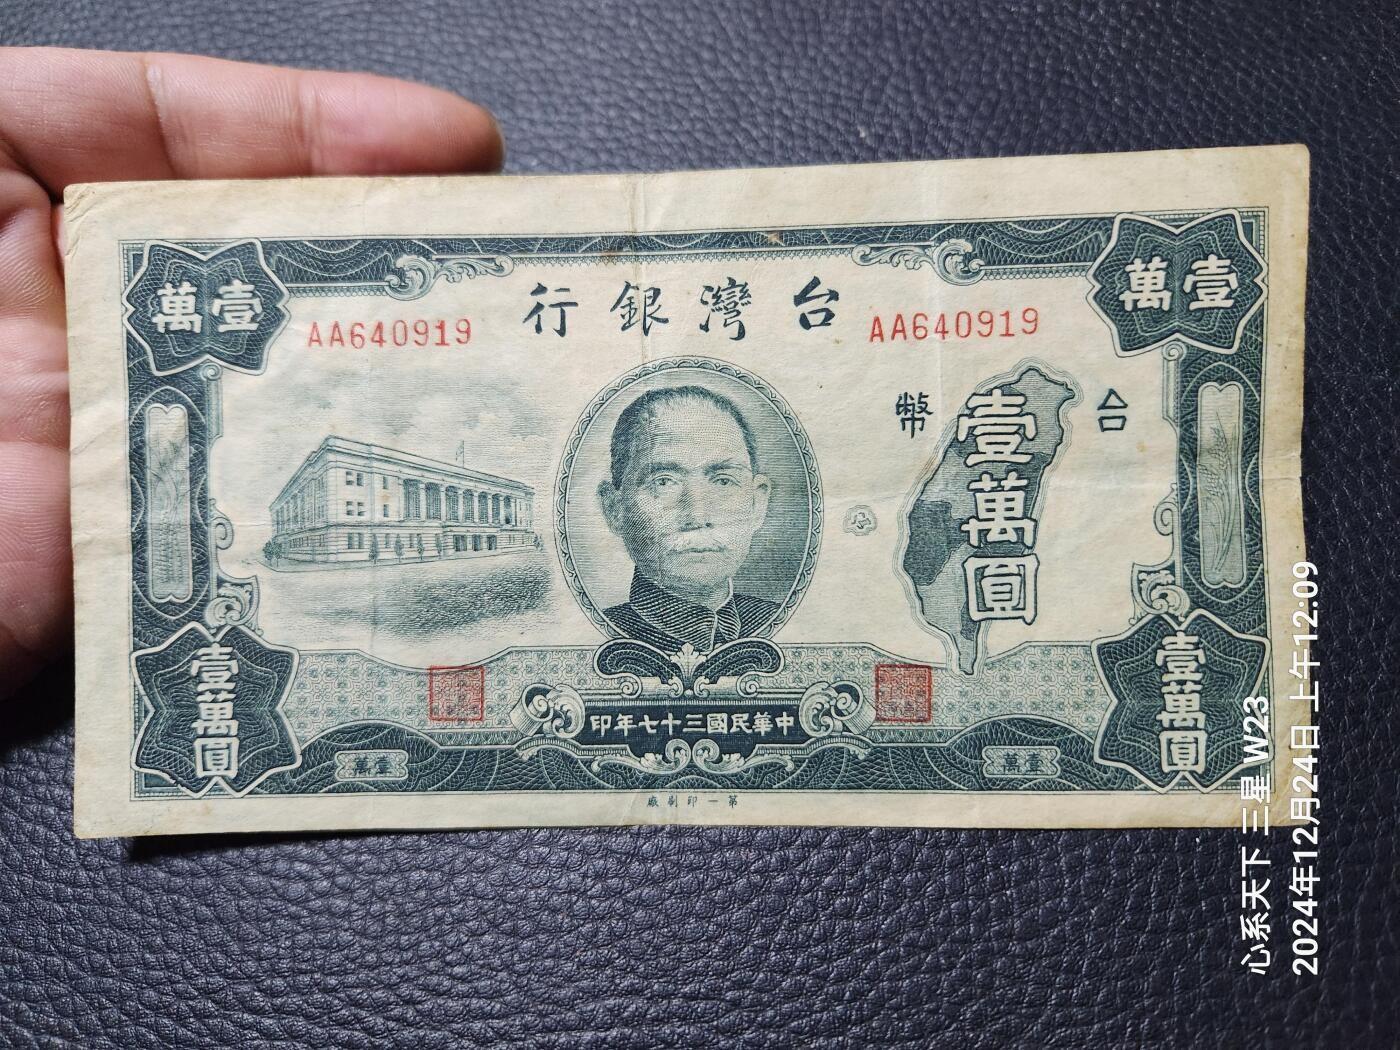 行銀灣台
萬壹
萬壹
AA640919
AA640919
幣
台
壹萬圓
壹萬圓
壹萬圓
印年七十三國民華中
萬壹
萬壹
廠刷印一第
心系天下 三星 W23
2024年12月24日 上午12:09